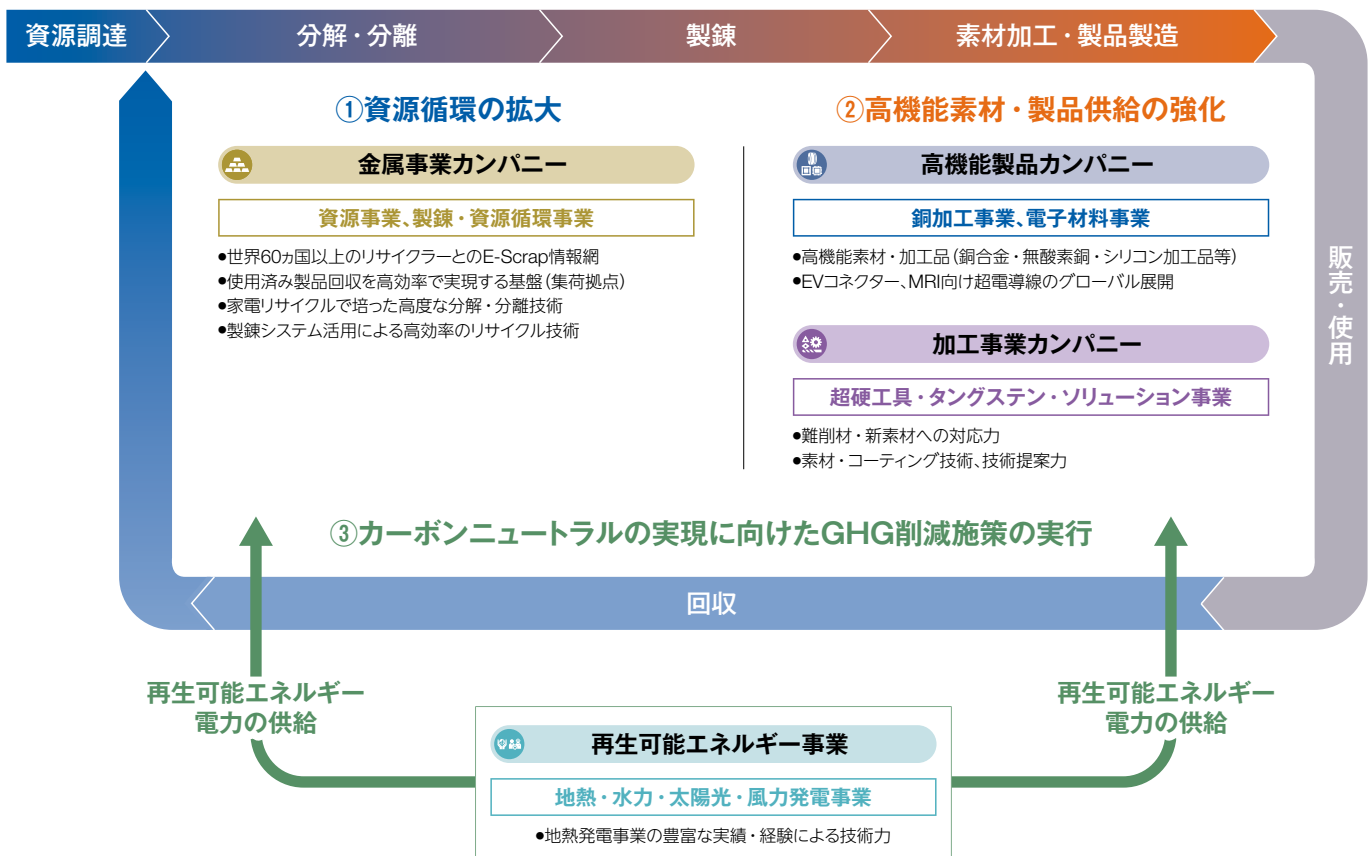 資源調達
分解・分離
製錬
素材加工・製品製造
販売・使用
①資源循環の拡大
金属事業カンパニー
資源事業、製錬・資源循環事業
●世界60ヵ国以上のリサイクラーとのE-Scrap情報網
●使用済み製品回収を高効率で実現する基盤（集荷拠点）
●家電リサイクルで培った高度な分解・分離技術
●製錬システム活用による高効率のリサイクル技術
②高機能素材・製品供給の強化
高機能製品カンパニー
銅加工事業、電子材料事業
●高機能素材・加工品（銅合金・無酸素銅・シリコン加工品等）
●EVコネクター、MRI向け超電導線のグローバル展開
加工事業カンパニー
超硬工具・タングステン・ソリューション事業
●難削材・新素材への対応力
●素材・コーティング技術、技術提案力
③カーボンニュートラルの実現に向けたGHG削減施策の実行
回収
再生可能エネルギー
電力の供給
再生可能エネルギー
電力の供給
再生可能エネルギー事業
地熱・水力・太陽光・風力発電事業
●地熱発電事業の豊富な実績・経験による技術力